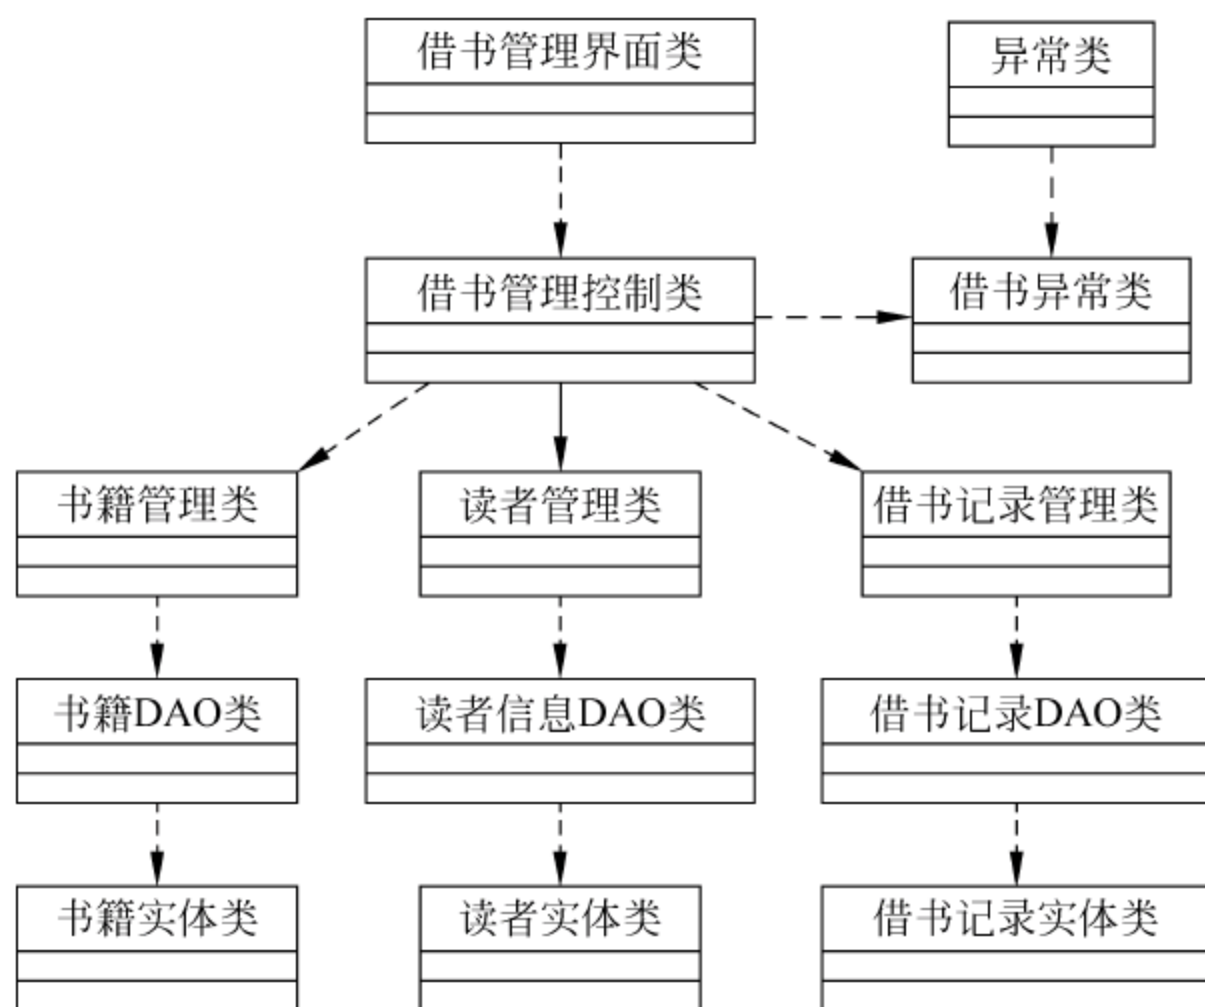 借书管理界面类
异常类
借书管理控制类
借书异常类
书籍管理类
读者管理类
借书记录管理类
书籍DAO类
读者信息DAO类
借书记录DAO类
书籍实体类
读者实体类
借书记录实体类